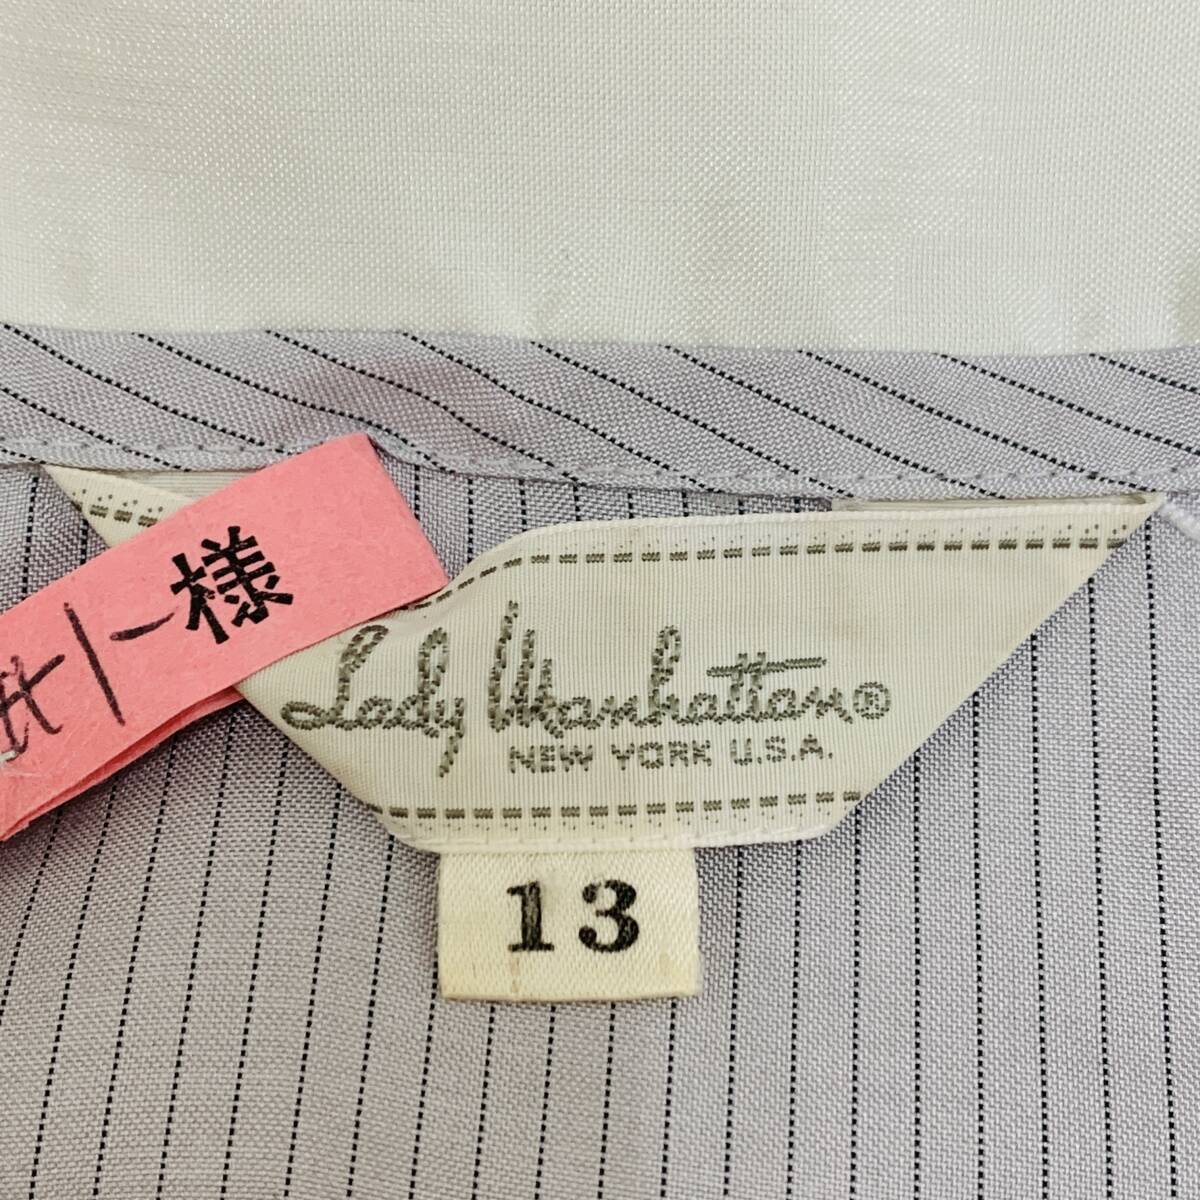 様
Lady Manhattan®
NEW YORK U.S.A.
13